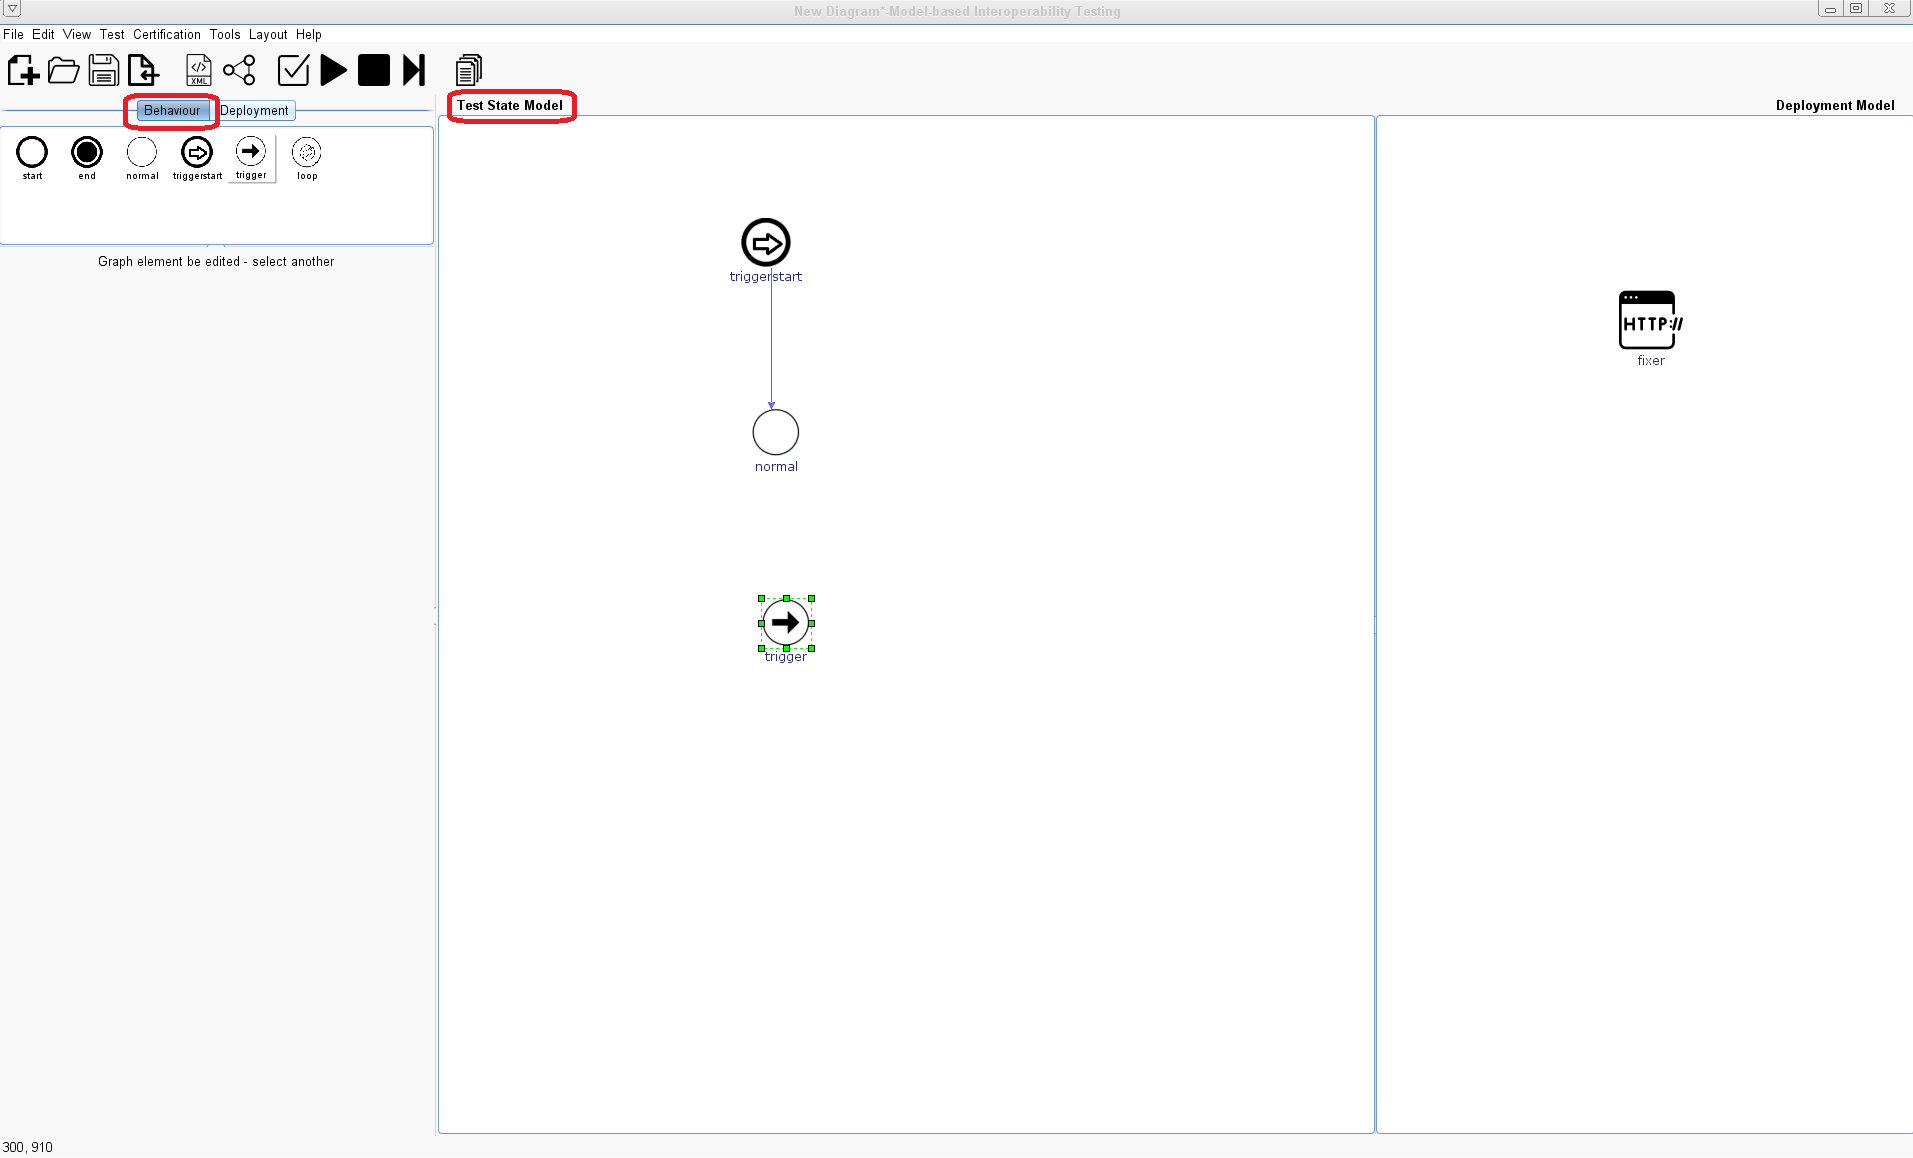 New Diagram*-Model-based Interoperability Testing
File Edit View Test Certification Tools Layout Help
</>
XML
Behaviour Deployment
Test State Model
Deployment Model
start end normal triggerstart trigger loop
Graph element be edited - select another
triggerstart
HTTP://
fixer
normal
trigger
300, 910